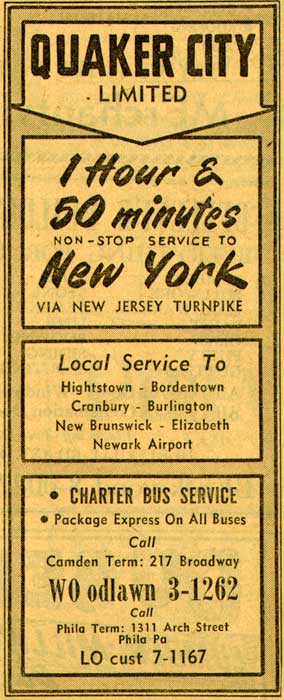 QUAKER CITY
LIMITED
1 Hour &
50 minutes
NON-STOP SERVICE TO
New York
VIA NEW JERSEY TURNPIKE
Local Service To
Hightstown - Bordentown
Cranbury - Burlington
New Brunswick - Elizabeth
Newark Airport
• CHARTER BUS SERVICE
• Package Express On All Buses
Call
Camden Term: 217 Broadway
WO odlawn 3-1262
Call
Phila Term: 1311 Arch Street
Phila Pa
LO cust 7-1167